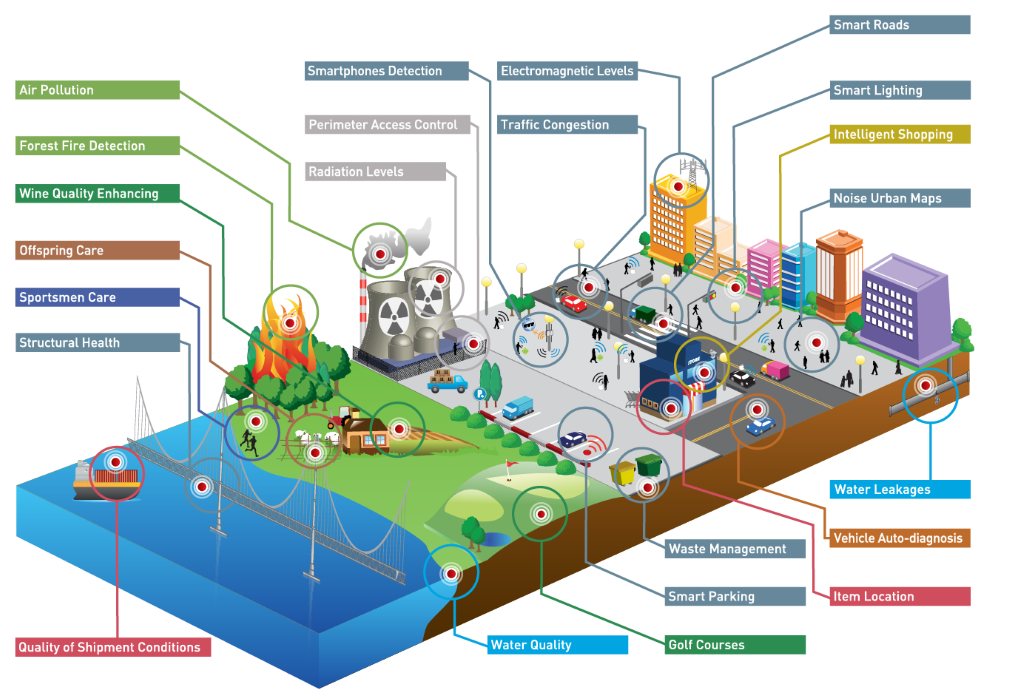 Smart Roads
Smartphones Detection
Electromagnetic Levels
Air Pollution
Smart Lighting
Perimeter Access Control
Traffic Congestion
Intelligent Shopping
Forest Fire Detection
Radiation Levels
Wine Quality Enhancing
Noise Urban Maps
Offspring Care
Sportsmen Care
Structural Health
P
Water Leakages
Vehicle Auto-diagnosis
Waste Management
Smart Parking
Item Location
Quality of Shipment Conditions
Water Quality
Golf Courses